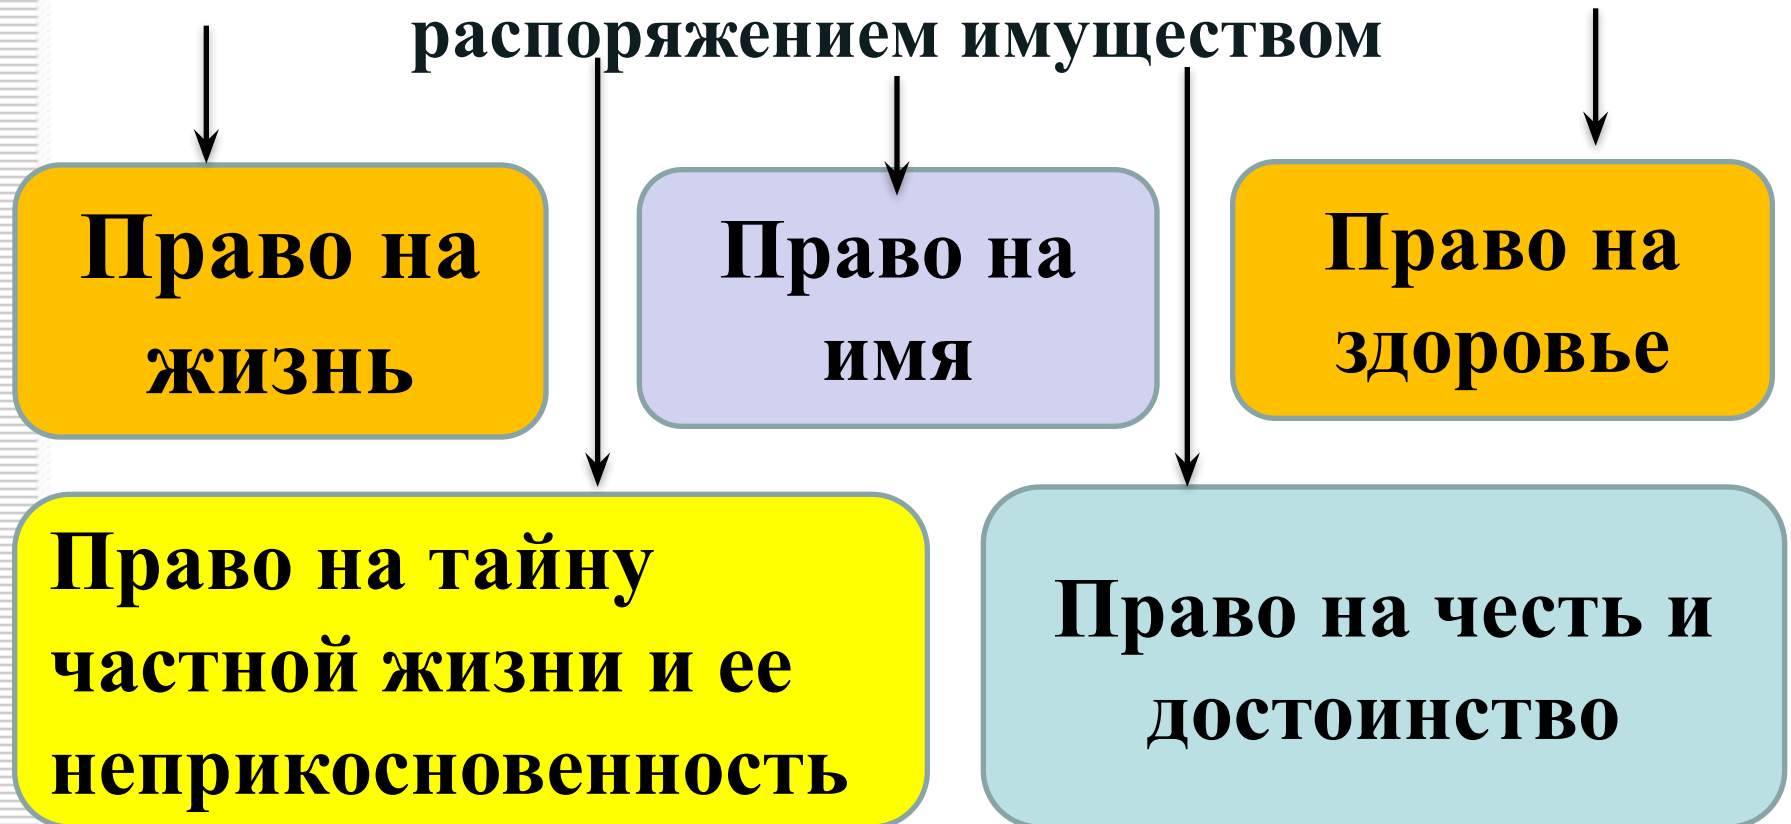 распоряжением имуществом
Право на
жизнь
Право на
имя
Право на
здоровье
Право на тайну
частной жизни и ее
неприкосновенность
Право на честь и
достоинство